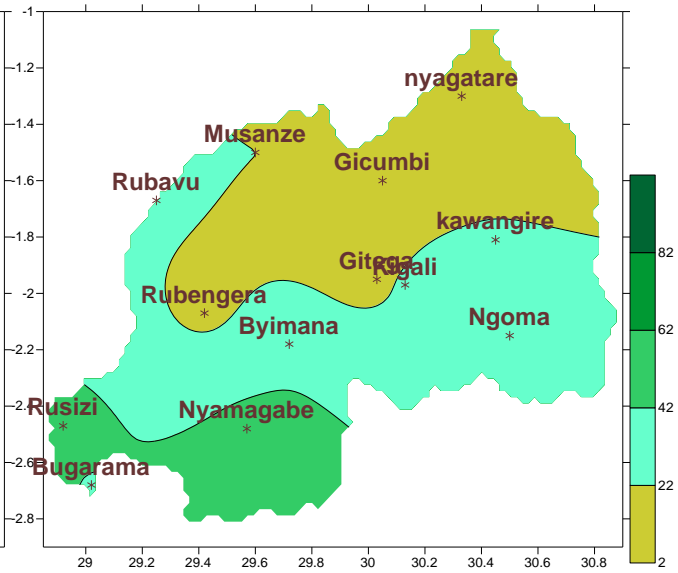 -1
-1.2
nyagatare
-1.4
Musanze
Gicumbi
-1.6
Rubavu
kawangire
-1.8
Gitega
Kigali
82
-2
Rubengera
Byimana
Ngoma
62
-2.2
-2.4
Rusizi
Nyamagabe
42
-2.6
Bugarama
22
-2.8
2
29 29.2 29.4 29.6 29.8 30 30.2 30.4 30.6 30.8